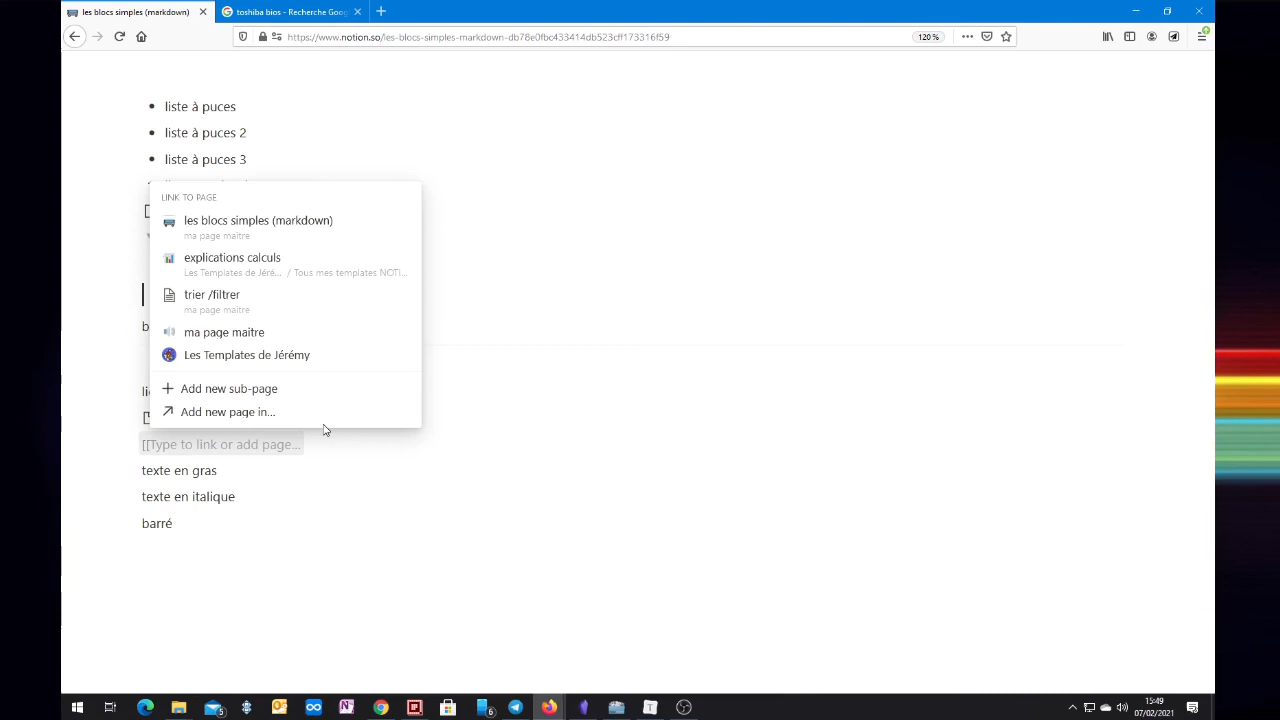 les blocs simples (markdown)
toshiba bios - Recherche Goog
https://www.notion.so/les-blocs-simples-markdown-db78e0fbc433414db523cff173316f59
120 %
liste à puces
liste à puces 2
liste à puces 3
LINK TO PAGE
les blocs simples (markdown)
ma page maitre
explications calculs
Les Templates de Jéré... / Tous mes templates NOTI...
trier /filtrer
ma page maitre
ma page maitre
Les Templates de Jérémy
Add new sub-page
Add new page in...
[[Type to link or add page...
texte en gras
texte en italique
barré
5
6
15:49
07/02/2021